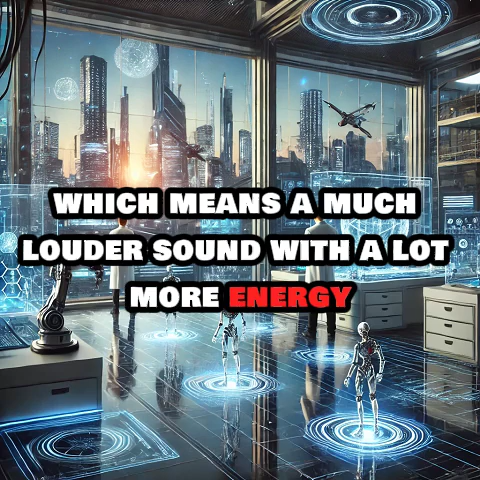 WHICH MEANS A MUCH
LOUDER SOUND WITH A LOT
MORE ENERGY